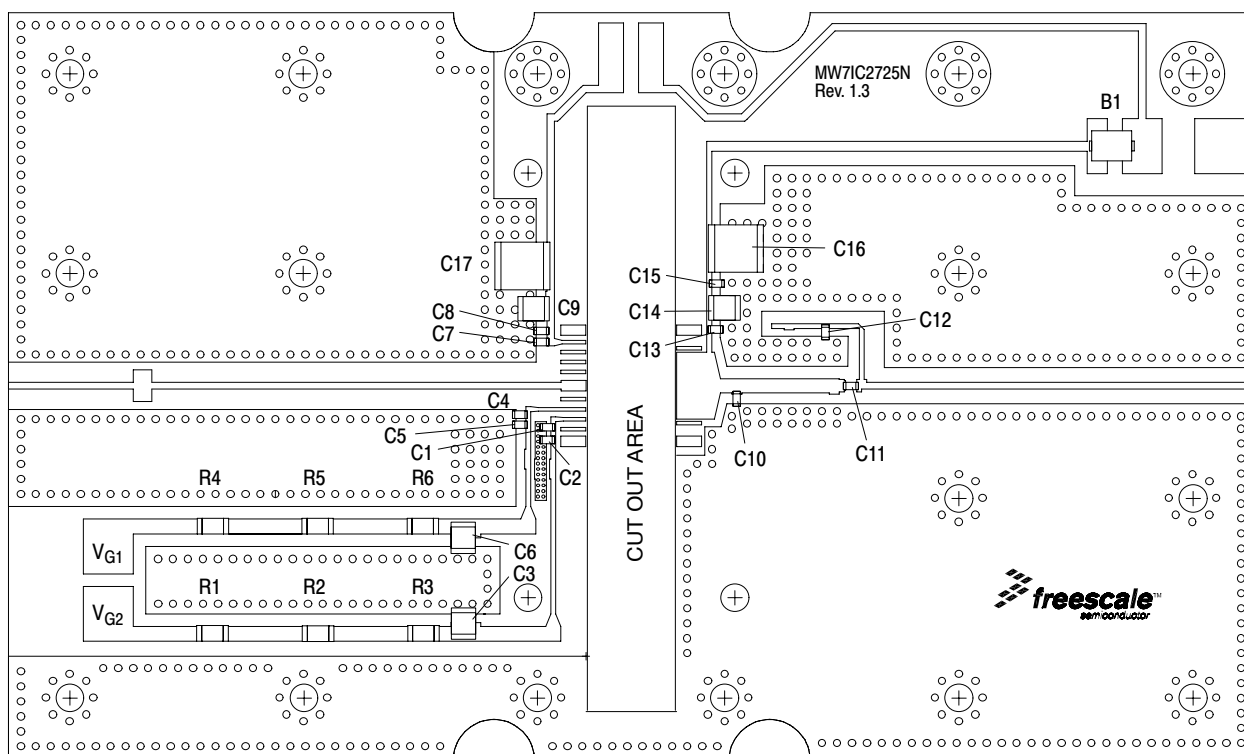 MW7IC2725N
Rev. 1.3
B1
C17
C16
C15
C9
C14
C8
C12
C7
C13
C4
C5
C1
C2
C10
C11
R4 R5 R6
CUT OUT AREA
VG1
C6
C3
R1 R2 R3
VG2
freescale™
semiconductor